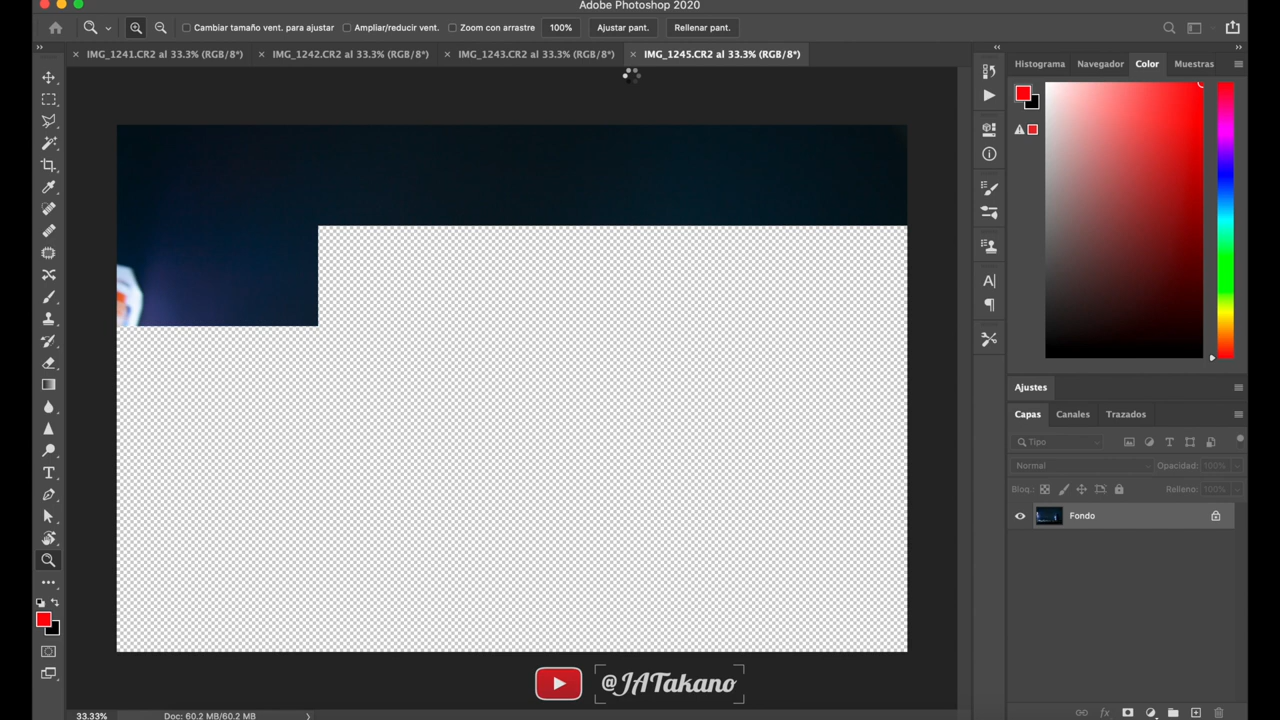 Adobe Photoshop 2020
Cambiar tamaño vent. para ajustar Ampliar/reducir vent. Zoom con arrastre 100% Ajustar pant. Rellenar pant.
IMG_1241.CR2 al 33.3% (RGB/8*) IMG_1242.CR2 al 33.3% (RGB/8*) IMG_1243.CR2 al 33.3% (RGB/8*) IMG_1245.CR2 al 33.3% (RGB/8*)
Histograma Navegador Color Muestras
Ajustes
Capas Canales Trazados
Tipo
Normal Opacidad: 100%
Bloq.: Relleno: 100%
Fondo
@JATakano
33.33% Doc: 60.2 MB/60.2 MB